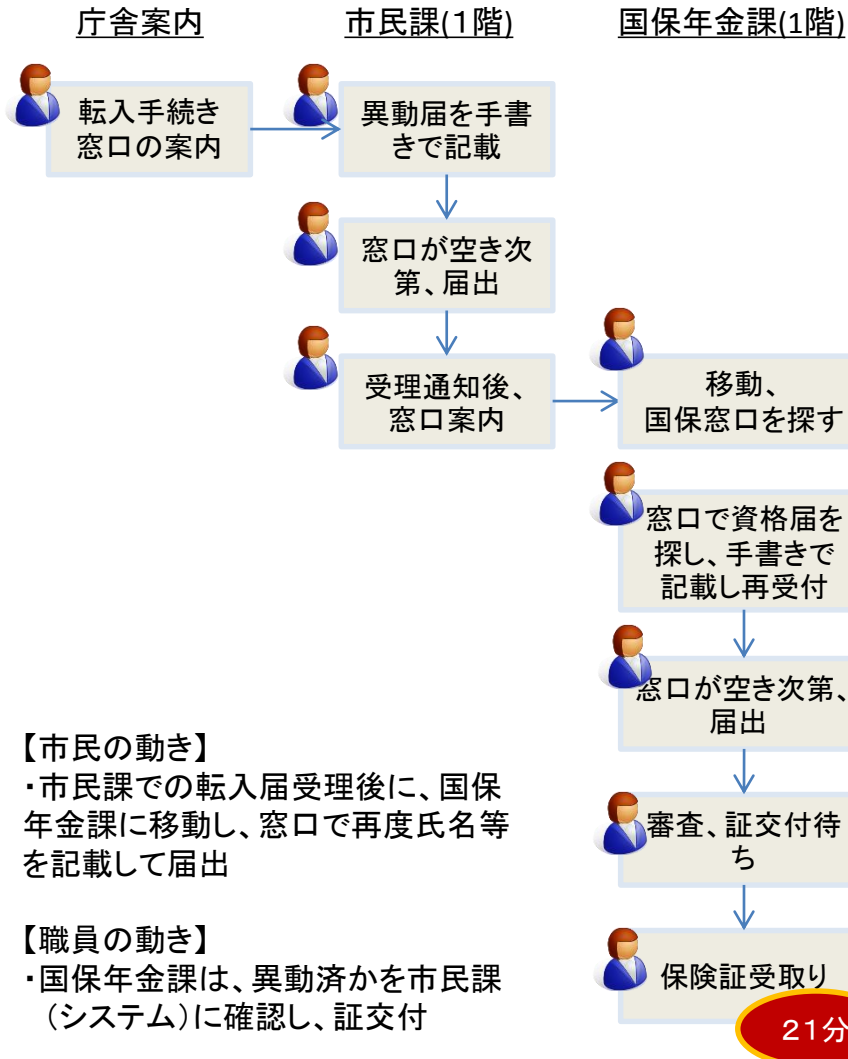 庁舎案内
市民課(１階)
国保年金課(1階)
転入手続き
窓口の案内
異動届を手書
きで記載
窓口が空き次
第、届出
受理通知後、
窓口案内
移動、
国保窓口を探す
窓口で資格届を
探し、手書きで
記載し再受付
窓口が空き次第、
届出
審査、証交付待
ち
保険証受取り
２１分
【市民の動き】
・市民課での転入届受理後に、国保
年金課に移動し、窓口で再度氏名等
を記載して届出
【職員の動き】
・国保年金課は、異動済かを市民課
（システム）に確認し、証交付